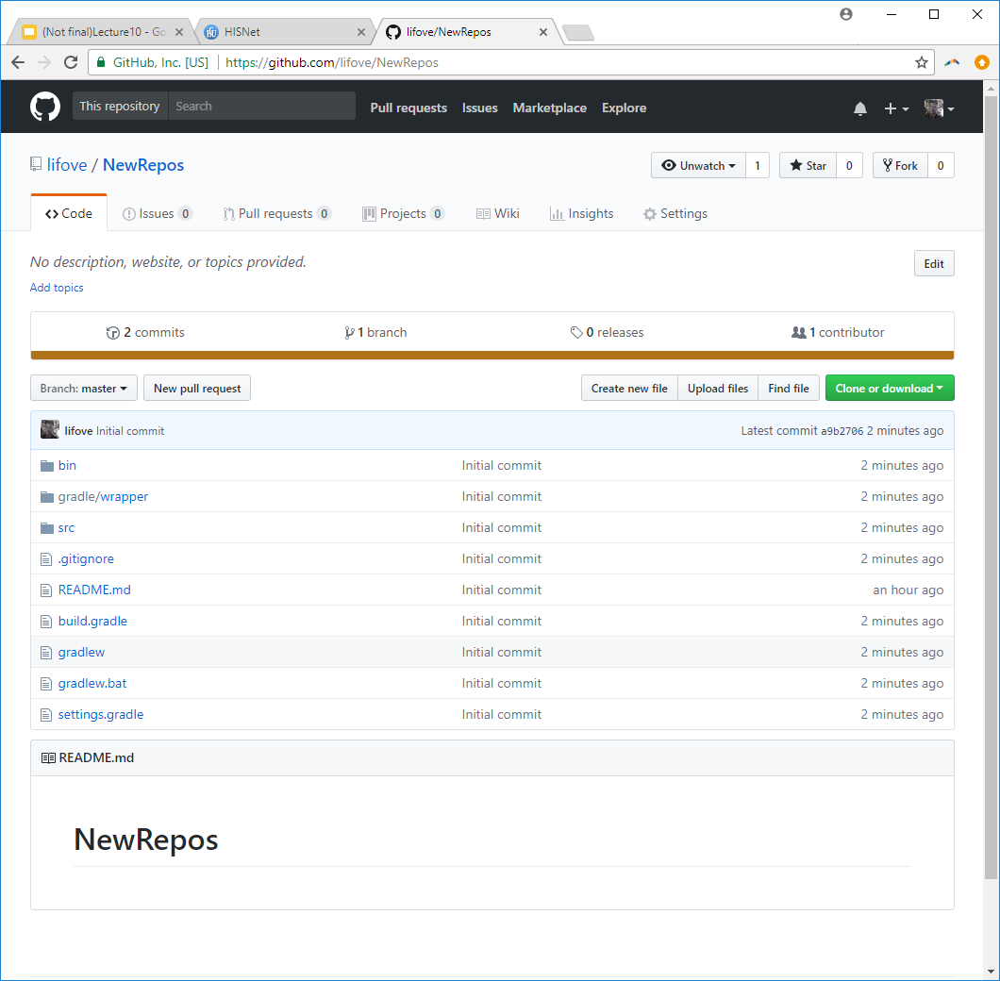 (Not final)Lecture10 - Go HISNet lifove/NewRepos
GitHub, Inc. [US] https://github.com/lifove/NewRepos
This repository Search Pull requests Issues Marketplace Explore
lifove / NewRepos Unwatch 1 Star 0 Fork 0
Code Issues 0 Pull requests 0 Projects 0 Wiki Insights Settings
No description, website, or topics provided. Edit
Add topics
2 commits 1 branch 0 releases 1 contributor
Branch: master New pull request Create new file Upload files Find file Clone or download
lifove Initial commit Latest commit a9b2706 2 minutes ago
bin Initial commit 2 minutes ago
gradle/wrapper Initial commit 2 minutes ago
src Initial commit 2 minutes ago
.gitignore Initial commit 2 minutes ago
README.md Initial commit an hour ago
build.gradle Initial commit 2 minutes ago
gradlew Initial commit 2 minutes ago
gradlew.bat Initial commit 2 minutes ago
settings.gradle Initial commit 2 minutes ago
README.md
NewRepos